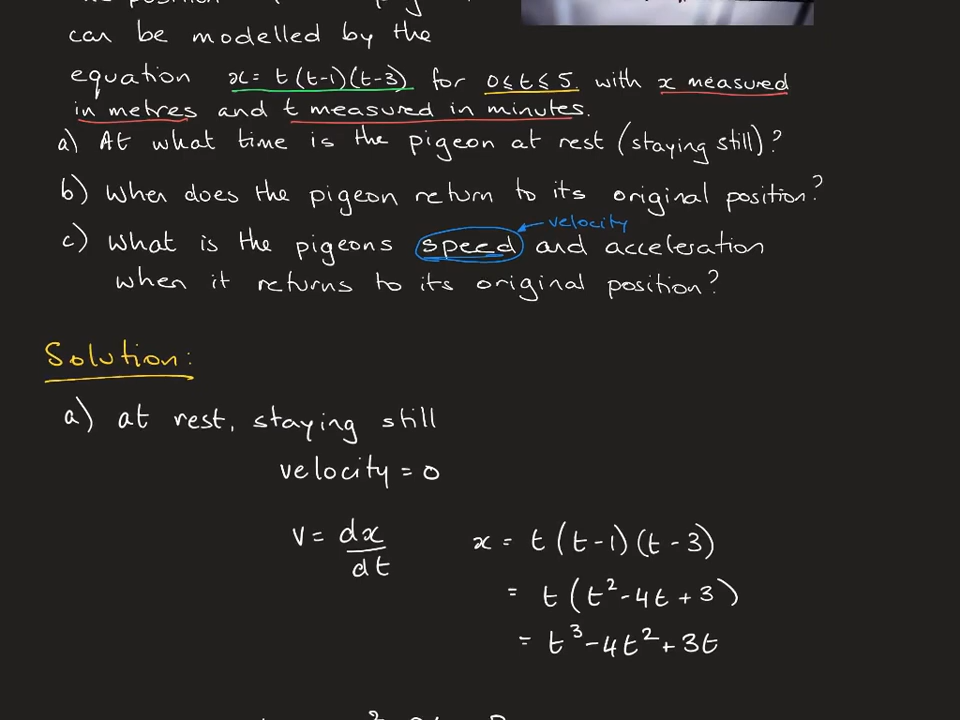 can be modelled by the
equation x = t(t-1)(t-3) for 0≤t≤5. with x measured
in metres and t measured in minutes.
a) At what time is the pigeon at rest (staying still)?
b) When does the pigeon return to its original position?
velocity
c) What is the pigeons speed and acceleration
when it returns to its original position?
Solution:
a) at rest, staying still
velocity = 0
v = dx/dt
x = t(t-1)(t-3)
= t(t²-4t+3)
= t³-4t²+3t